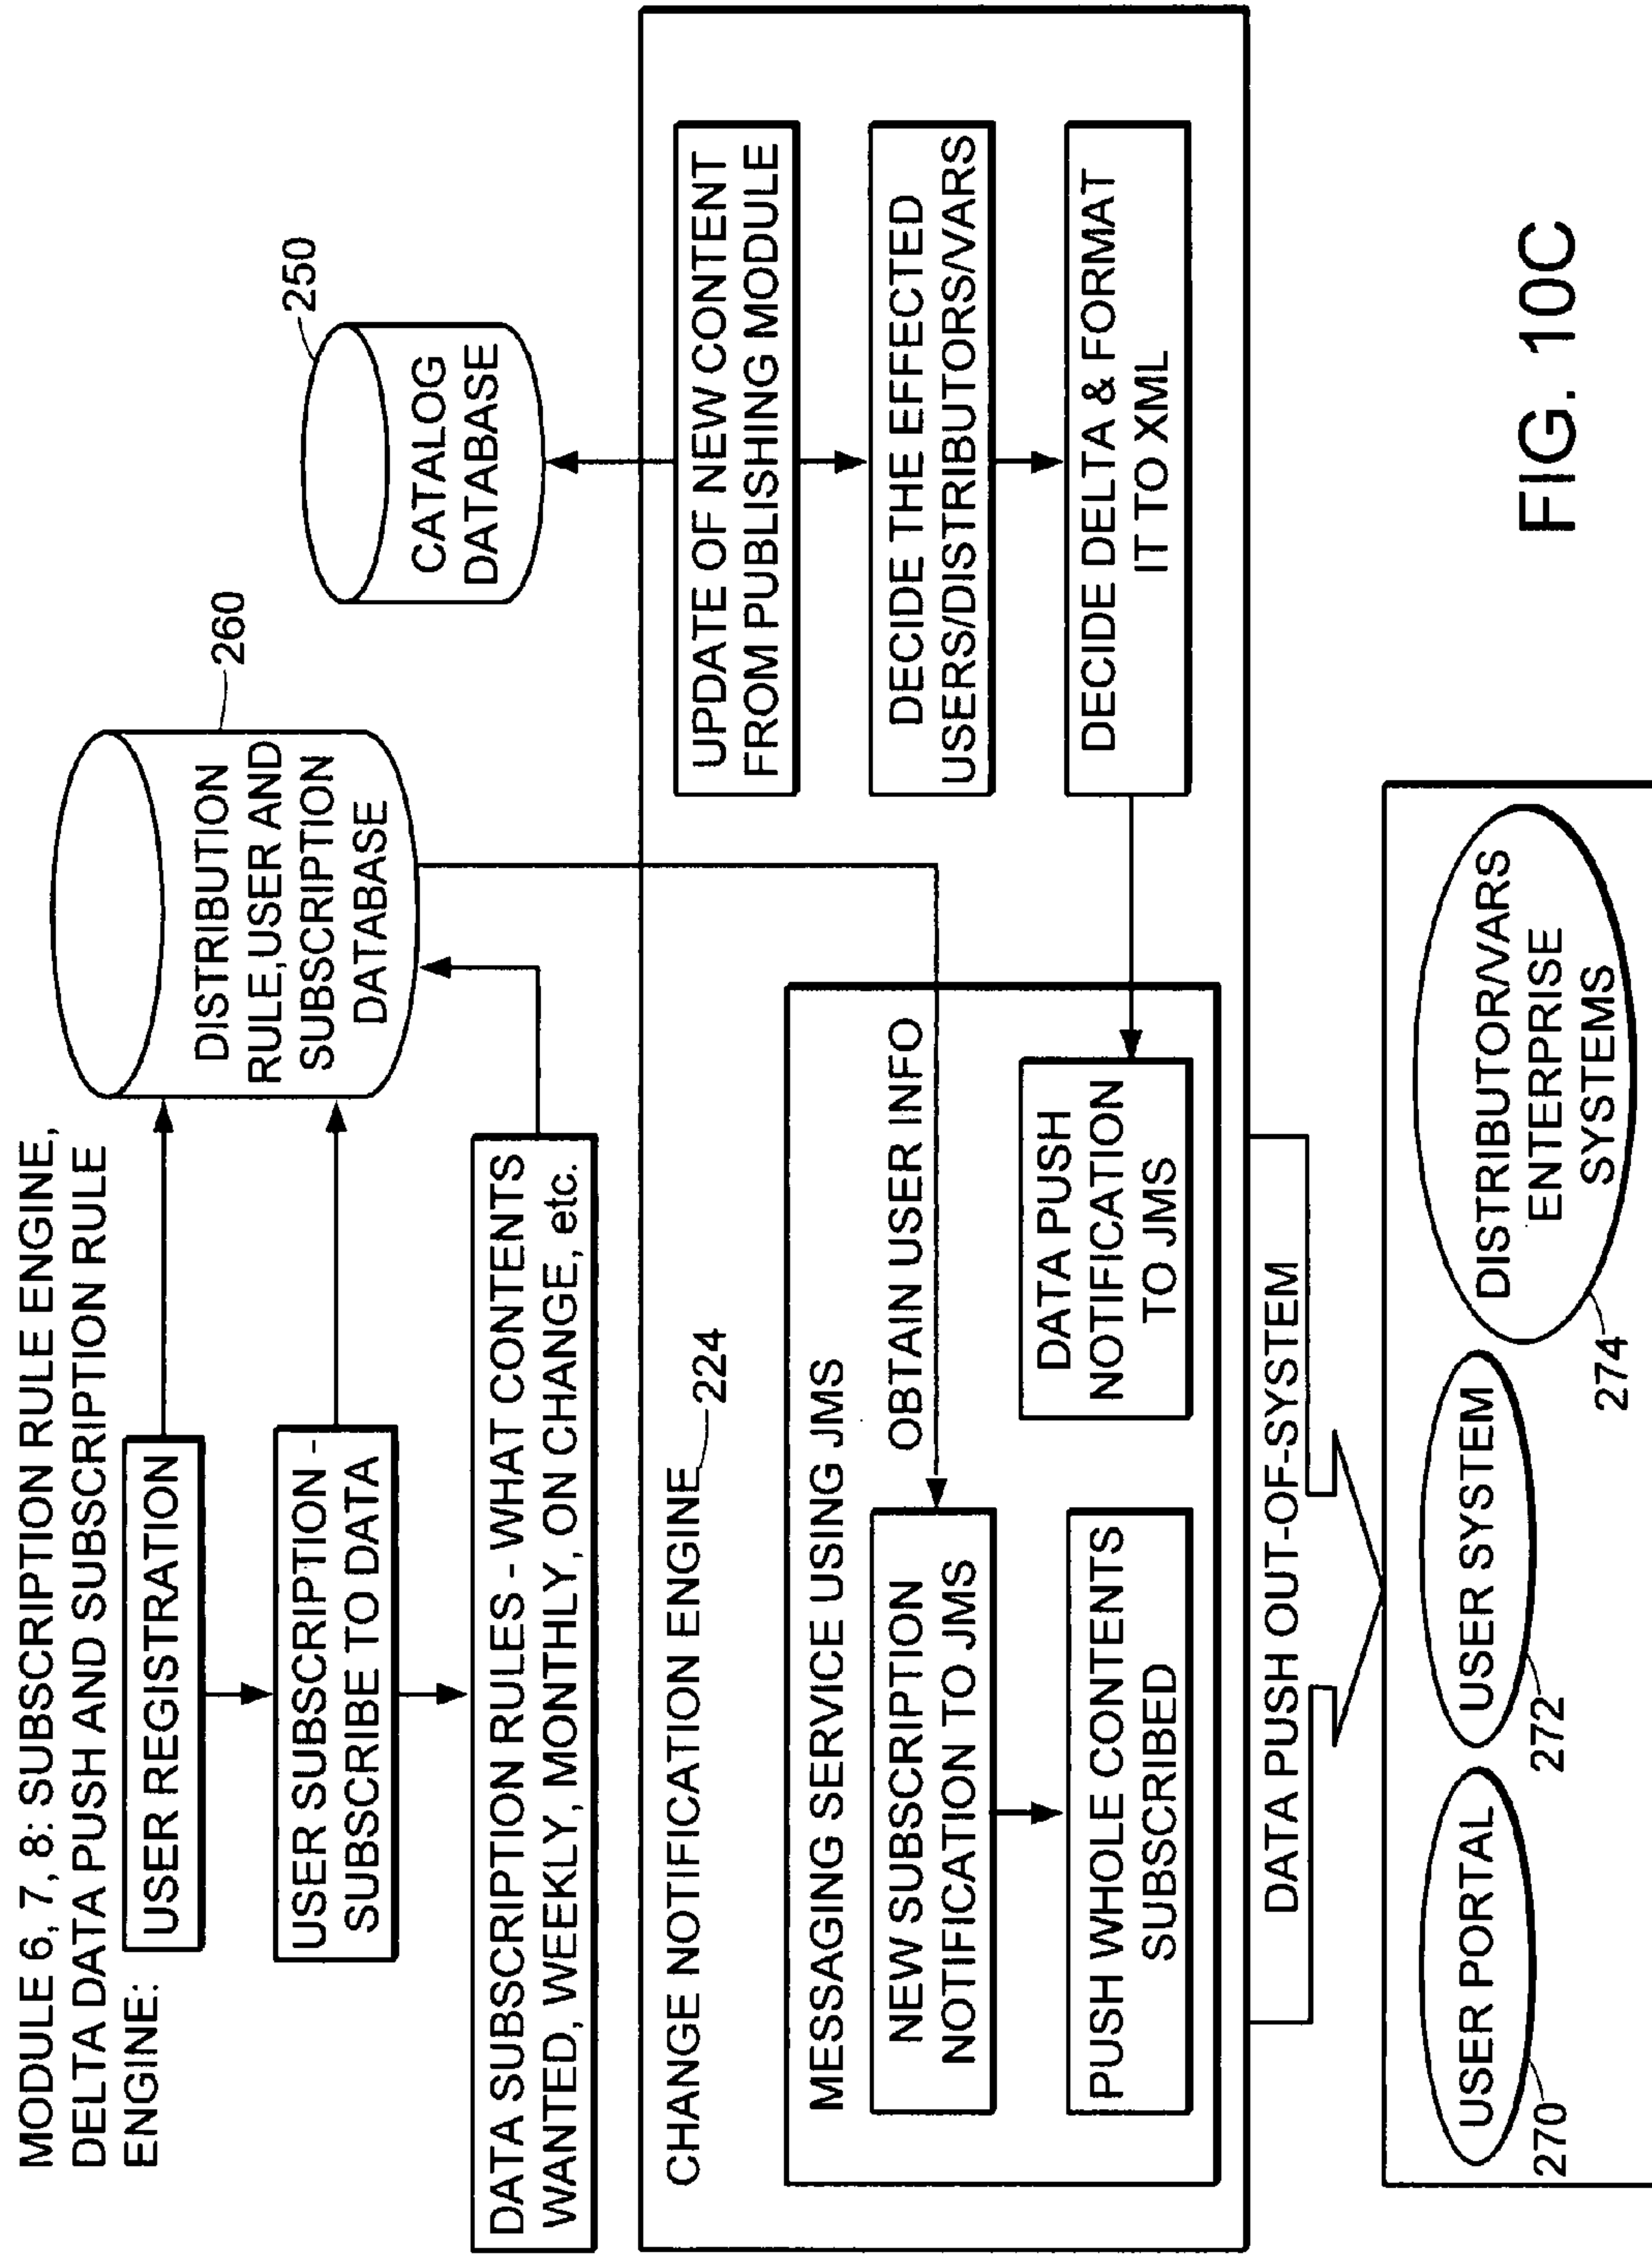 MODULE 6, 7, 8: SUBSCRIPTION RULE ENGINE,
DELTA DATA PUSH AND SUBSCRIPTION RULE
ENGINE:
USER REGISTRATION
USER SUBSCRIPTION -
SUBSCRIBE TO DATA
DATA SUBSCRIPTION RULES - WHAT CONTENTS
WANTED, WEEKLY, MONTHLY, ON CHANGE, etc.
260
DISTRIBUTION
RULE,USER AND
SUBSCRIPTION
DATABASE
250
CATALOG
DATABASE
CHANGE NOTIFICATION ENGINE
224
MESSAGING SERVICE USING JMS
OBTAIN USER INFO
NEW SUBSCRIPTION
NOTIFICATION TO JMS
PUSH WHOLE CONTENTS
SUBSCRIBED
DATA PUSH
NOTIFICATION
TO JMS
UPDATE OF NEW CONTENT
FROM PUBLISHING MODULE
DECIDE THE EFFECTED
USERS/DISTRIBUTORS/VARS
DECIDE DELTA & FORMAT
IT TO XML
DATA PUSH OUT-OF-SYSTEM
USER PORTAL
270
USER SYSTEM
272
DISTRIBUTOR/VARS
ENTERPRISE
SYSTEMS
274
FIG. 10C